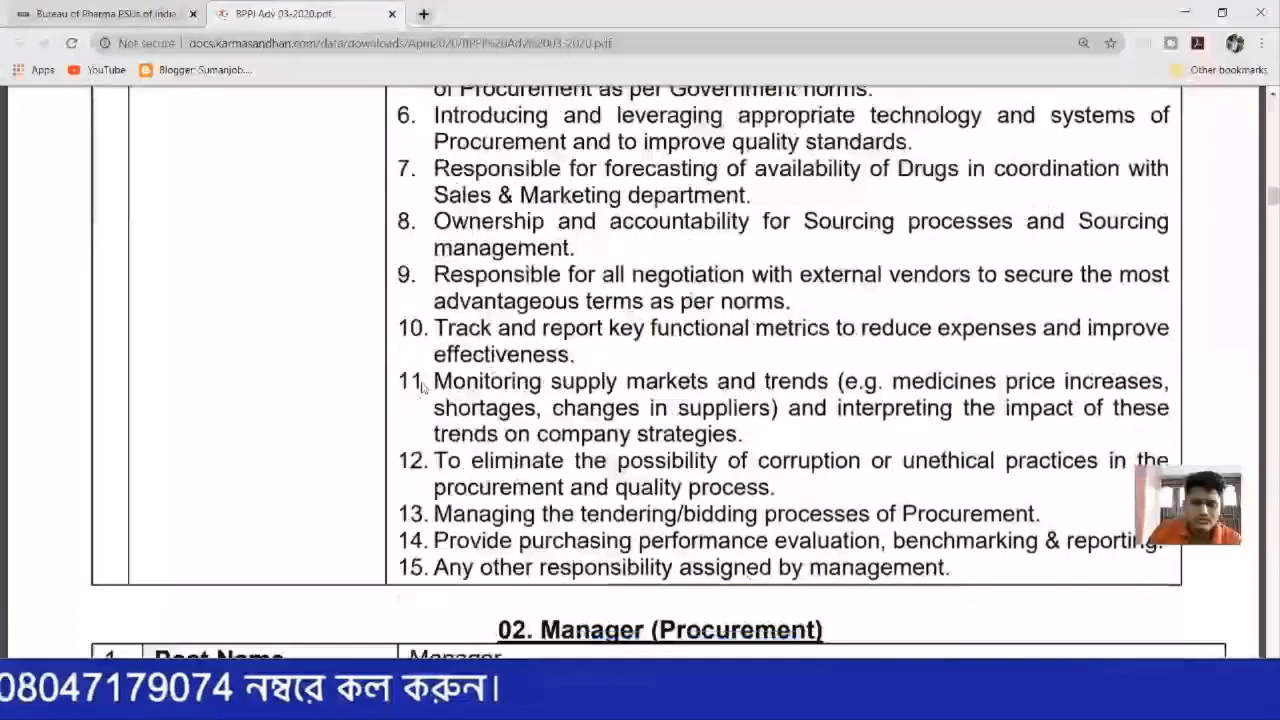 Bureau of Pharma PSUs of India
BPPI Adv 03-2020.pdf
Not secure | docs.karmasandhan.com/data/downloads/April2020/BPPI%20Adv%2003-2020.pdf
Apps YouTube Blogger: Sumanjob.... Other bookmarks
of Procurement as per Government norms.
6. Introducing and leveraging appropriate technology and systems of
Procurement and to improve quality standards.
7. Responsible for forecasting of availability of Drugs in coordination with
Sales & Marketing department.
8. Ownership and accountability for Sourcing processes and Sourcing
management.
9. Responsible for all negotiation with external vendors to secure the most
advantageous terms as per norms.
10. Track and report key functional metrics to reduce expenses and improve
effectiveness.
11. Monitoring supply markets and trends (e.g. medicines price increases,
shortages, changes in suppliers) and interpreting the impact of these
trends on company strategies.
12. To eliminate the possibility of corruption or unethical practices in the
procurement and quality process.
13. Managing the tendering/bidding processes of Procurement.
14. Provide purchasing performance evaluation, benchmarking & reporting.
15. Any other responsibility assigned by management.
02. Manager (Procurement)
1. Post Name Manager
08047179074 নম্বরে কল করুন।